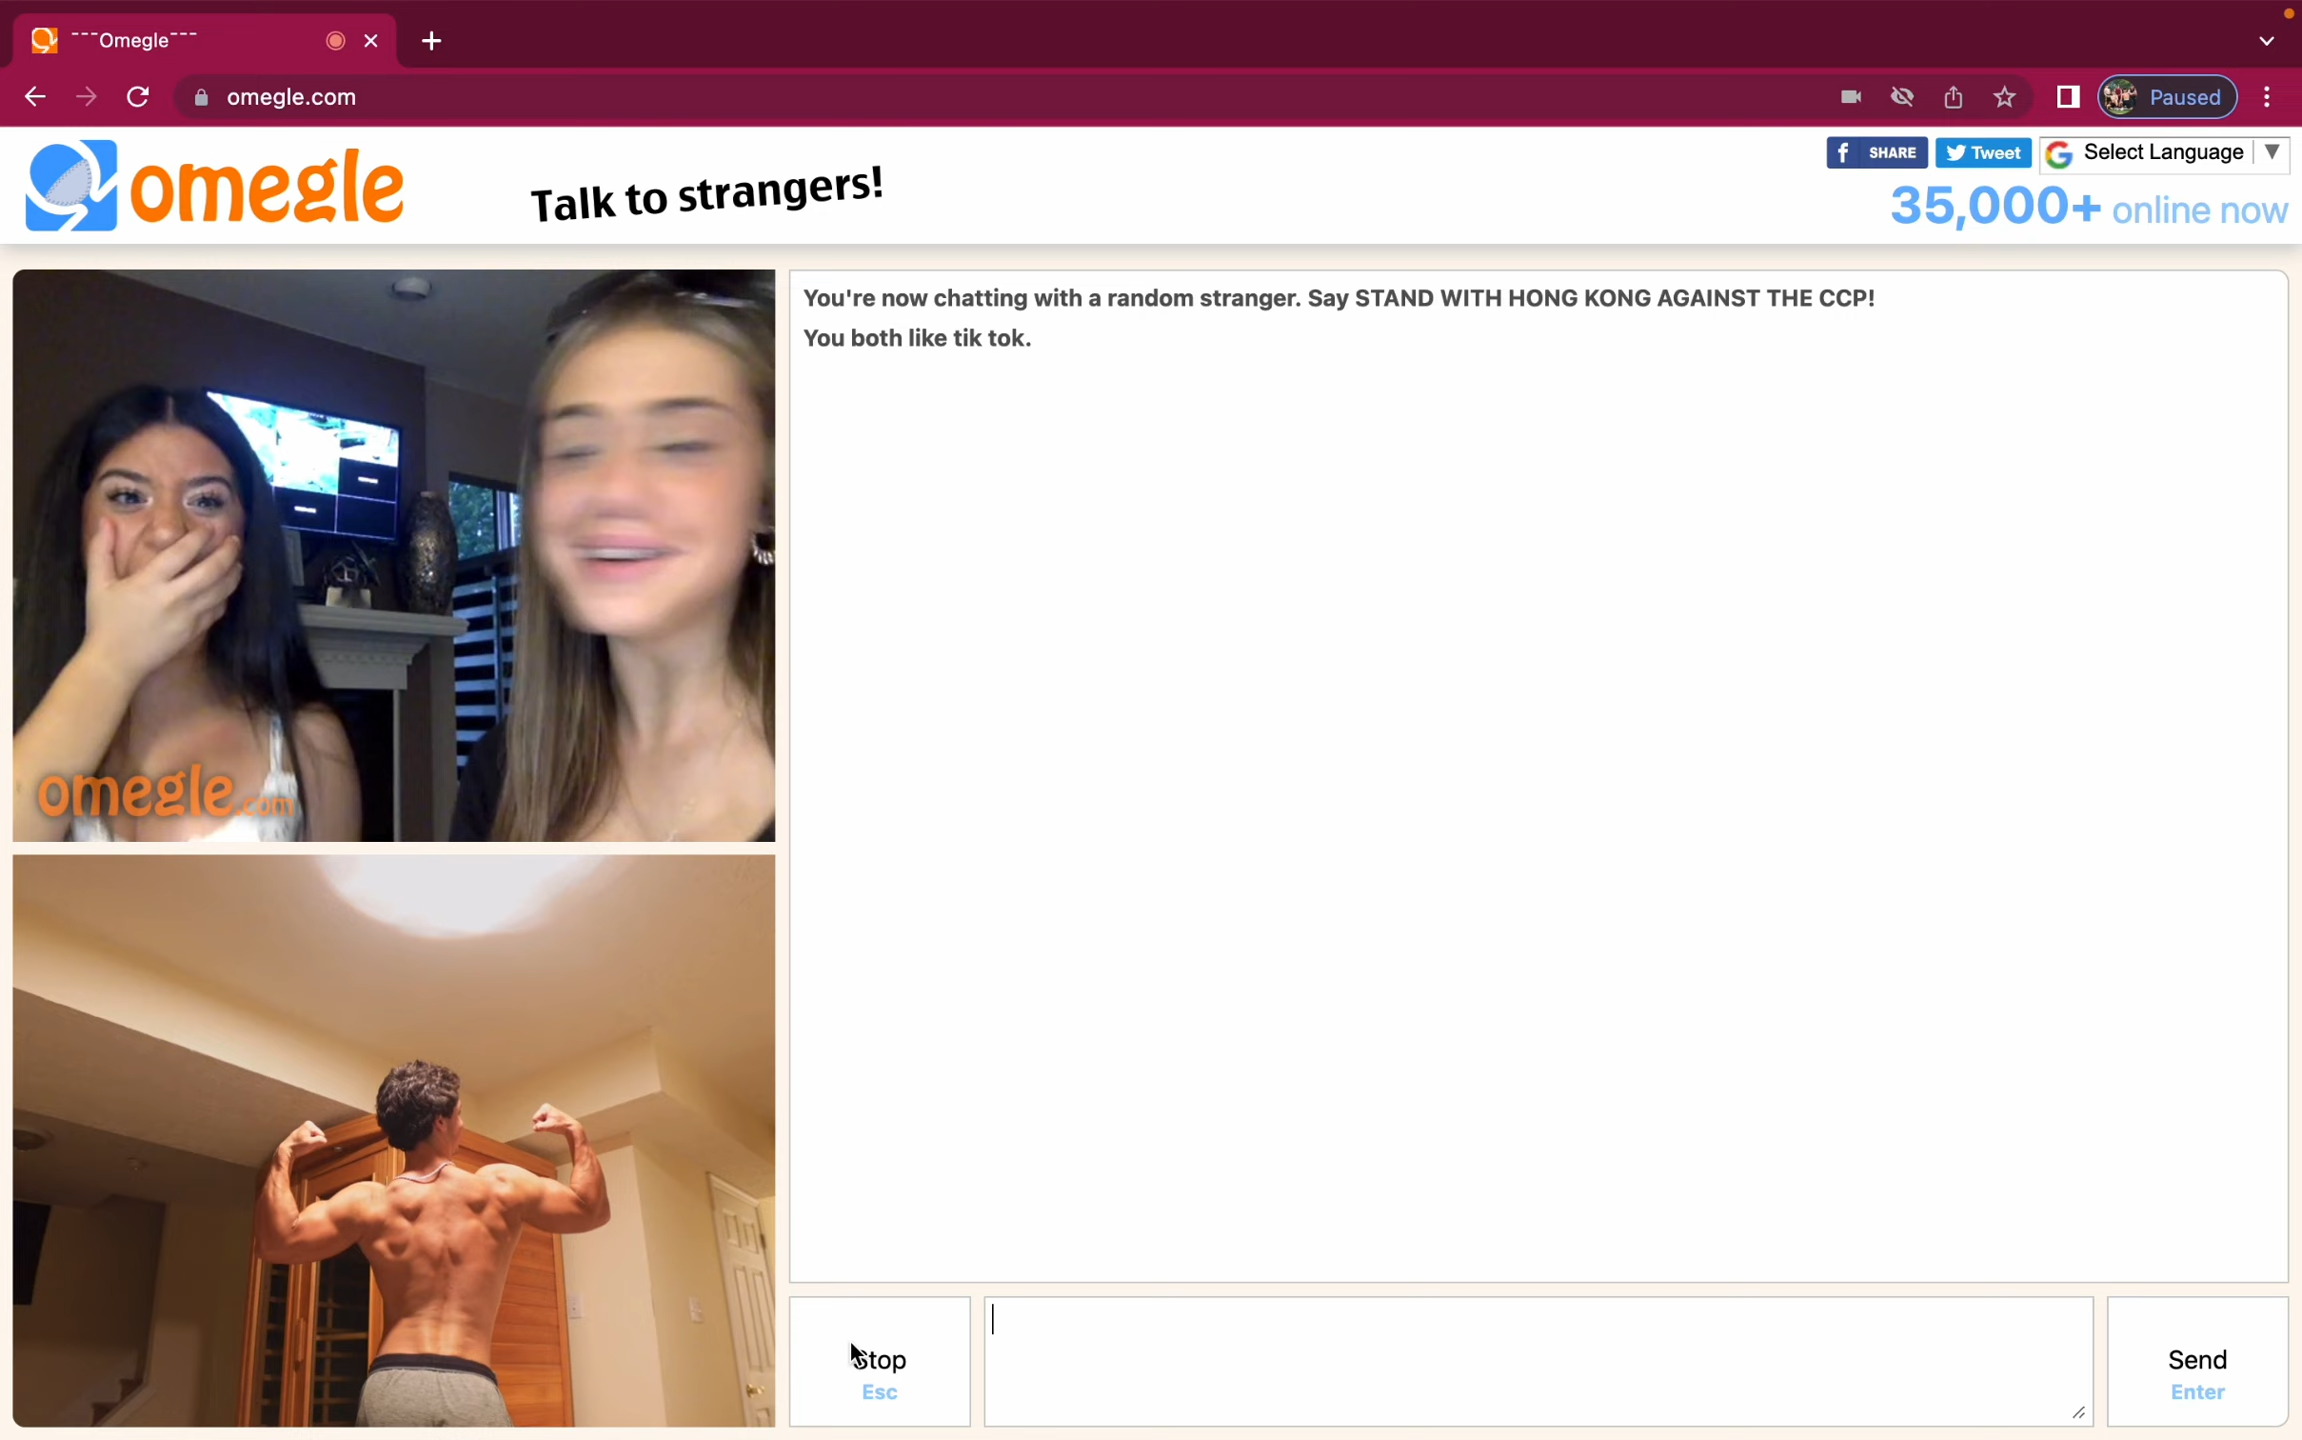 ---Omegle---
omegle.com
Paused
omegle
Talk to strangers!
f SHARE
Tweet
G Select Language ▼
35,000+ online now
You're now chatting with a random stranger. Say STAND WITH HONG KONG AGAINST THE CCP!
You both like tik tok.
omegle.com
Stop
Esc
Send
Enter